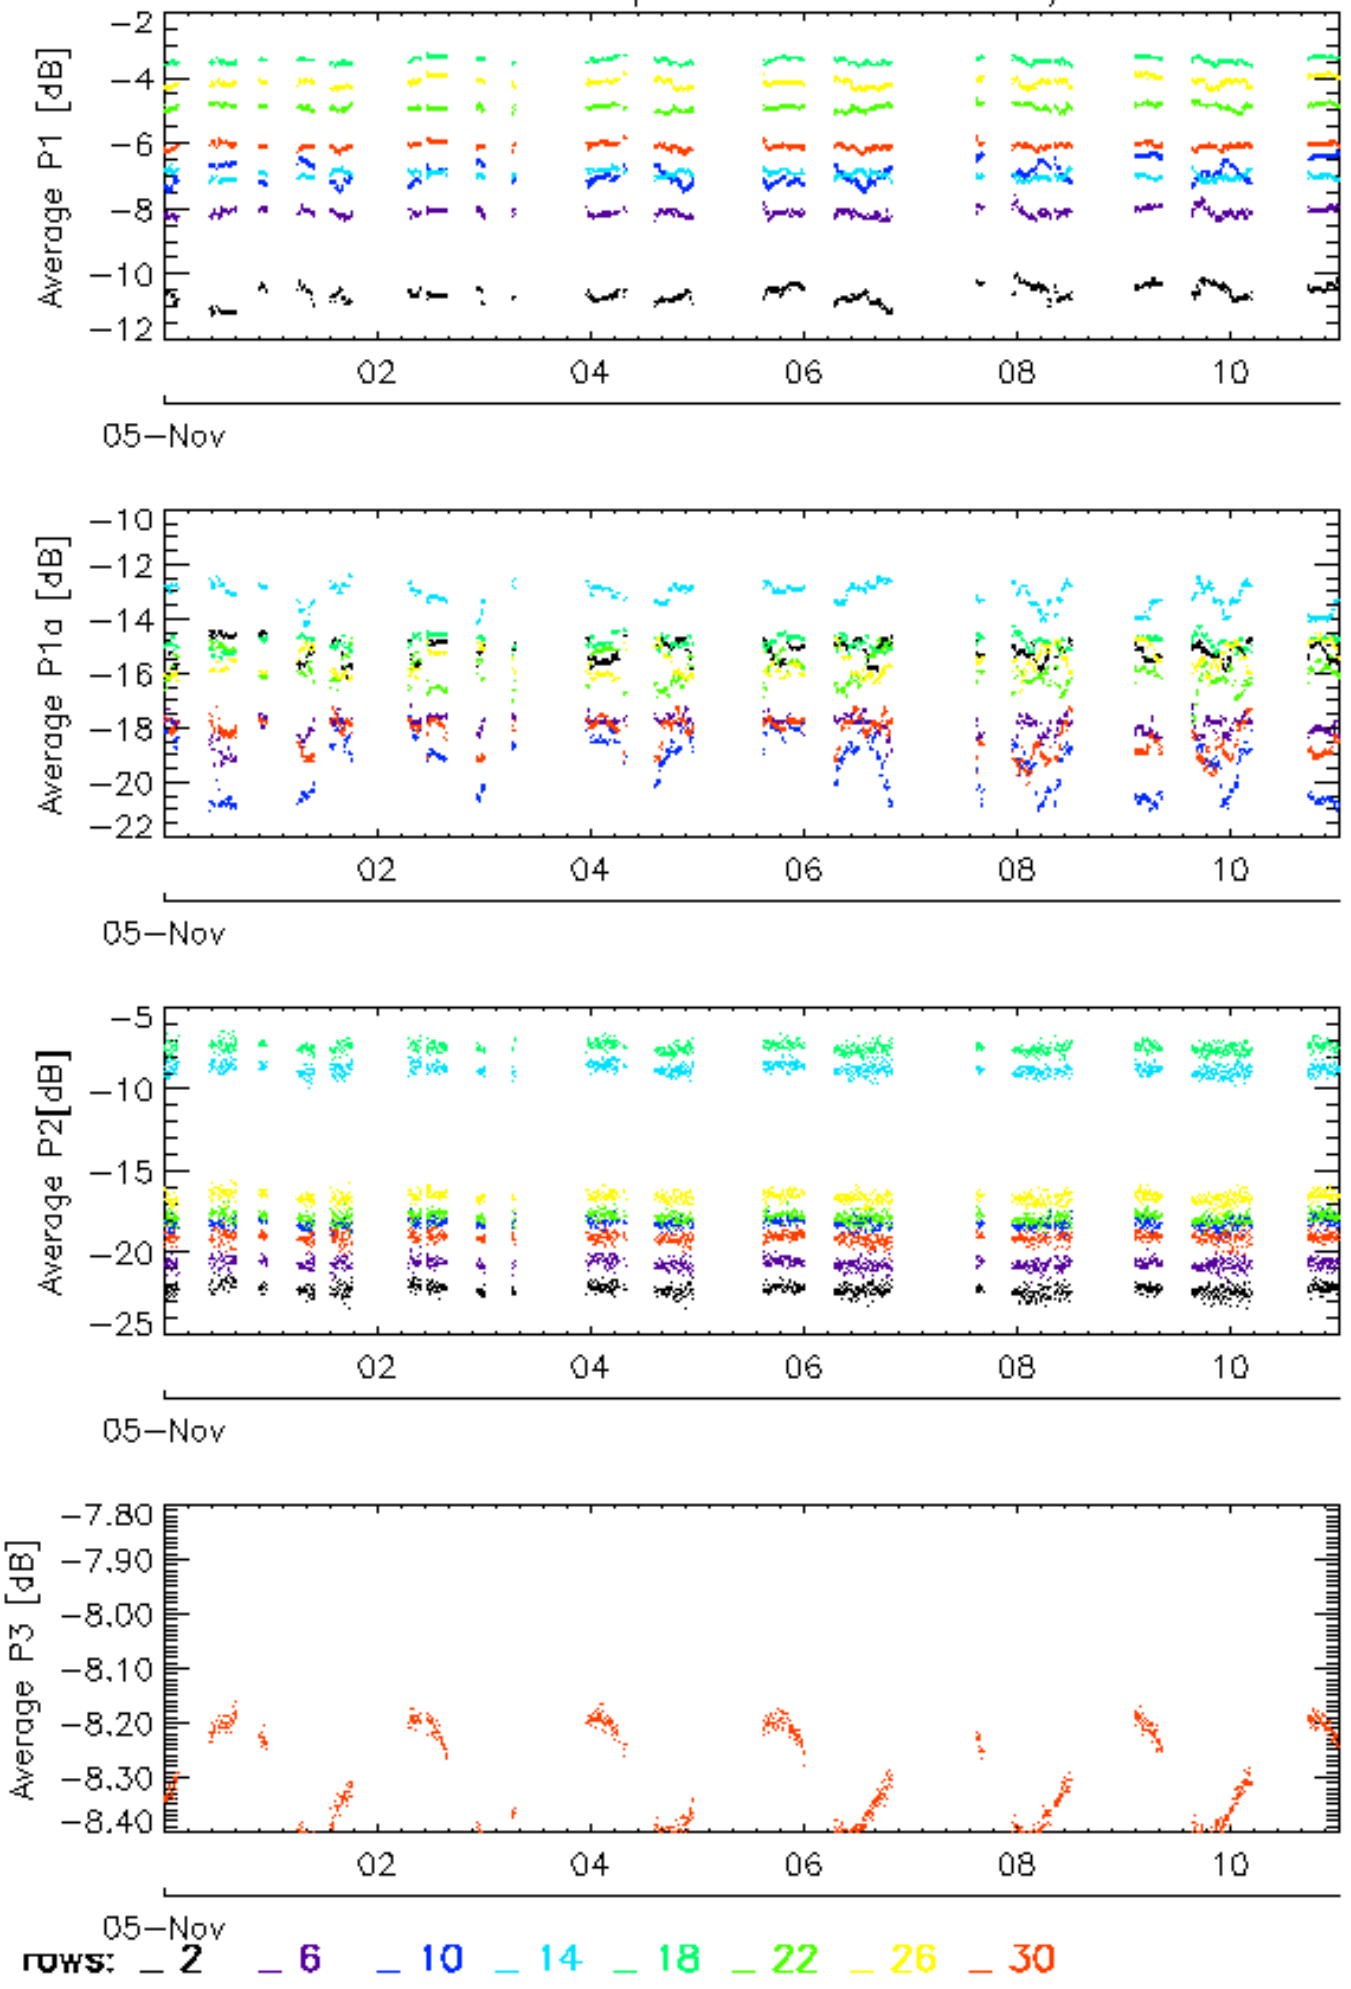 Average P1 [dB]
−2
−4
−6
−8
−10
−12
02 04 06 08 10
05−Nov
Average P1a [dB]
−10
−12
−14
−16
−18
−20
−22
02 04 06 08 10
05−Nov
Average P2[dB]
−5
−10
−15
−20
−25
02 04 06 08 10
05−Nov
Average P3 [dB]
−7.80
−7.90
−8.00
−8.10
−8.20
−8.30
−8.40
02 04 06 08 10
05−Nov
rows: _ 2 _ 6 _ 10 _ 14 _ 18 _ 22 _ 26 _ 30